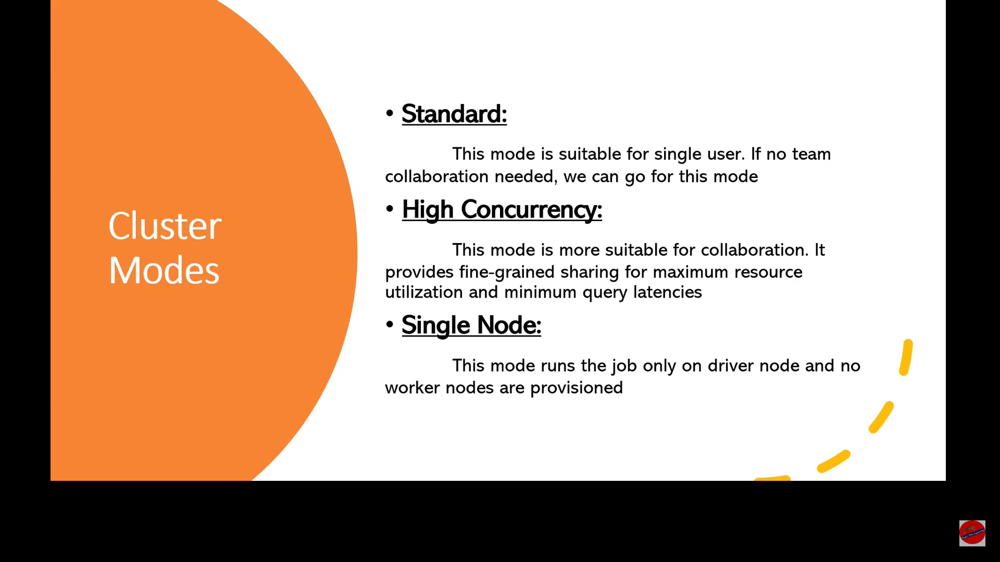 Cluster
Modes
• Standard:
This mode is suitable for single user. If no team
collaboration needed, we can go for this mode
• High Concurrency:
This mode is more suitable for collaboration. It
provides fine-grained sharing for maximum resource
utilization and minimum query latencies
• Single Node:
This mode runs the job only on driver node and no
worker nodes are provisioned